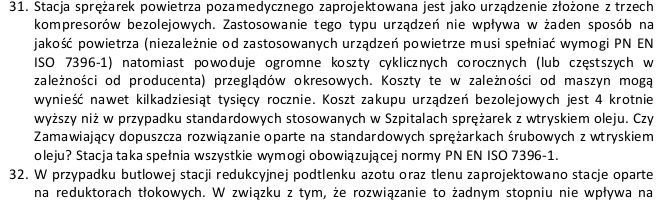 31. Stacja sprężarek powietrza pozamedycznego zaprojektowana jest jako urządzenie złożone z trzech
kompresorów bezolejowych. Zastosowanie tego typu urządzeń nie wpływa w żaden sposób na
jakość powietrza (niezależnie od zastosowanych urządzeń powietrze musi spełniać wymogi PN EN
ISO 7396-1) natomiast powoduje ogromne koszty cyklicznych corocznych (lub częstszych w
zależności od producenta) przeglądów okresowych. Koszty te w zależności od maszyn mogą
wynieść nawet kilkadziesiąt tysięcy rocznie. Koszt zakupu urządzeń bezolejowych jest 4 krotnie
wyższy niż w przypadku standardowych stosowanych w Szpitalach sprężarek z wtryskiem oleju. Czy
Zamawiający dopuszcza rozwiązanie oparte na standardowych sprężarkach śrubowych z wtryskiem
oleju? Stacja taka spełnia wszystkie wymogi obowiązującej normy PN EN ISO 7396-1.
32. W przypadku butlowej stacji redukcyjnej podtlenku azotu oraz tlenu zaprojektowano stacje oparte
na reduktorach tłokowych. W związku z tym, że rozwiązanie to żadnym stopniu nie wpływa na